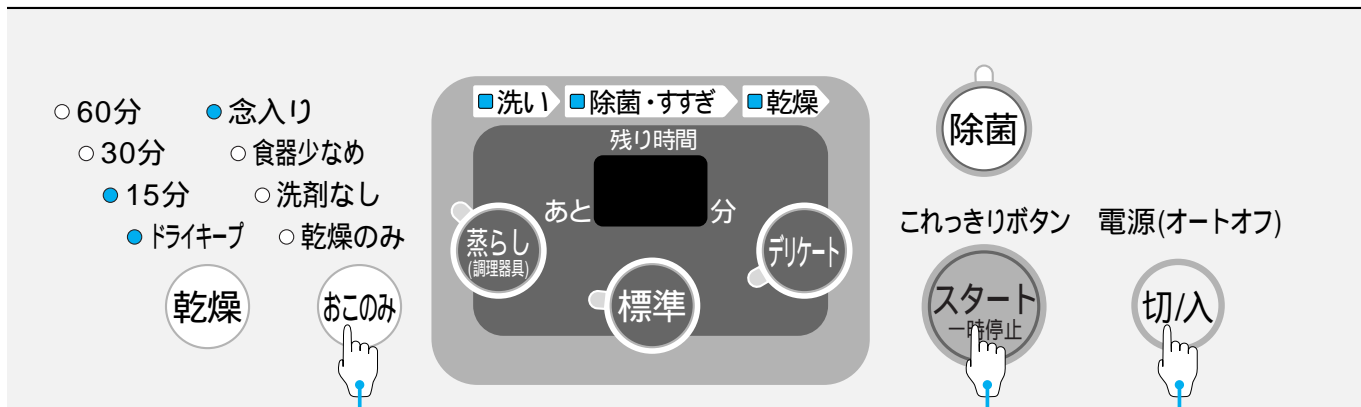 60分
30分
15分
ドライキープ
乾燥
念入り
食器少なめ
洗剤なし
乾燥のみ
おこのみ
洗い 除菌・すすぎ 乾燥
残り時間
あと 分
蒸らし
(調理器具)
標準
デリケート
除菌
これっきりボタン
スタート
一時停止
電源(オートオフ)
切/入